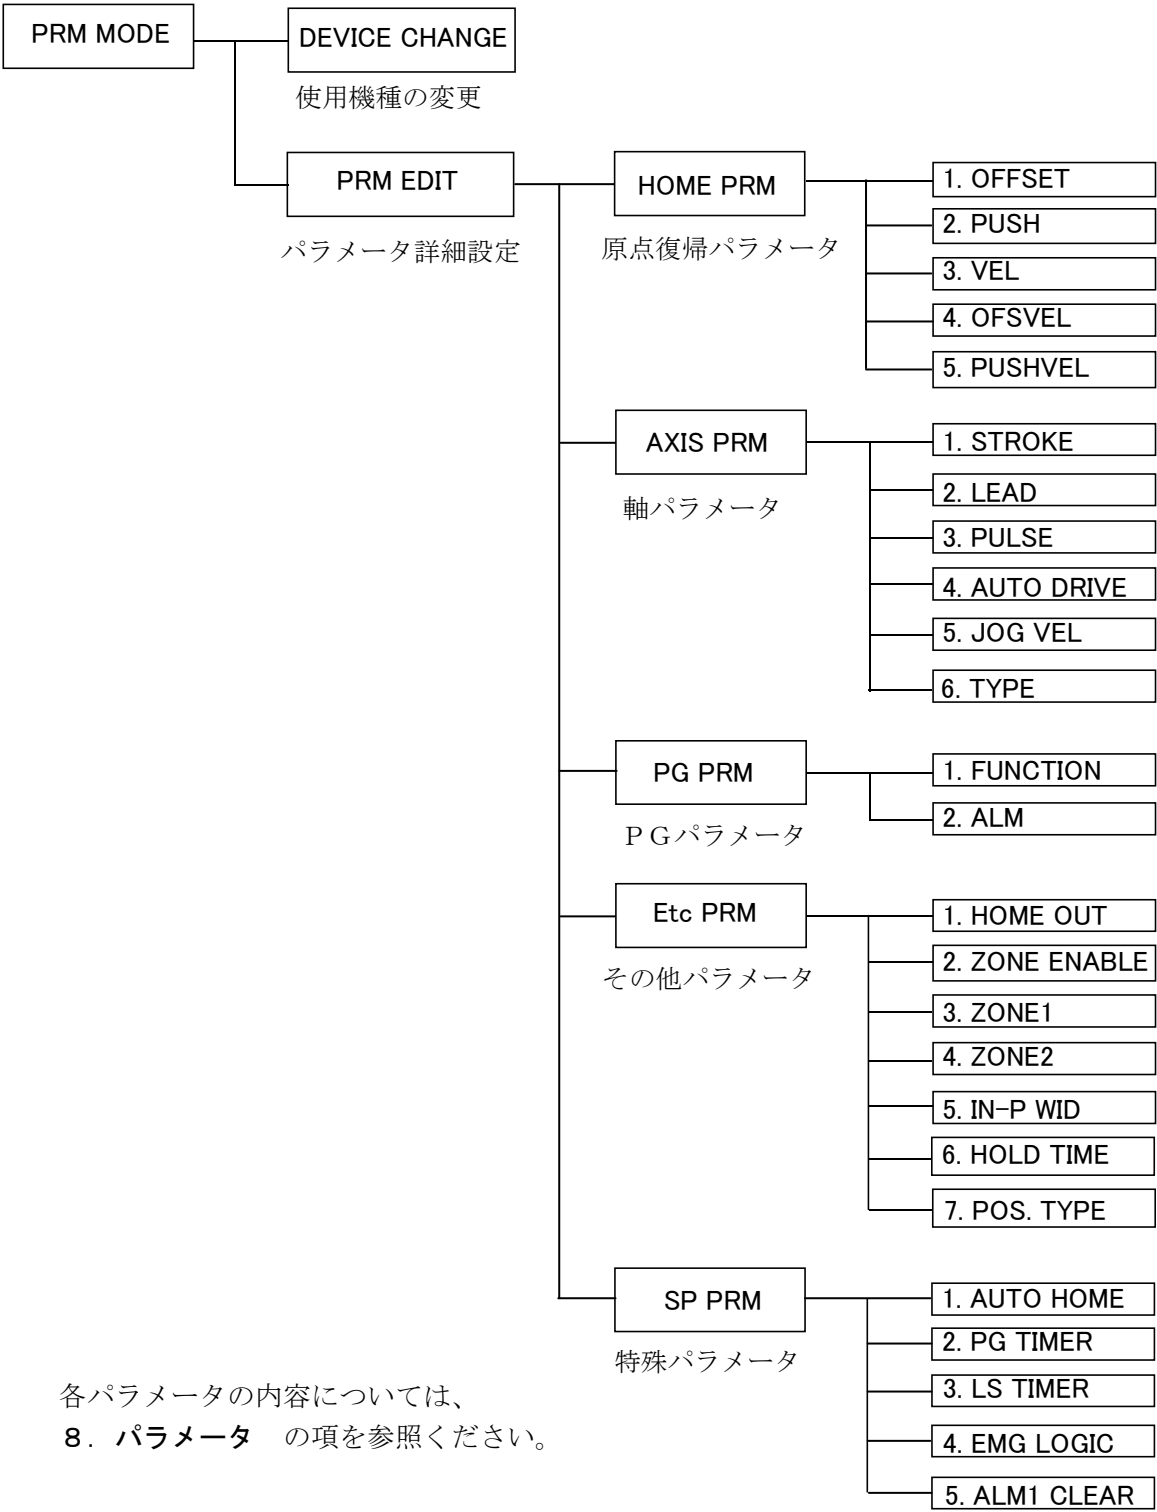 PRM MODE
DEVICE CHANGE
使用機種の変更
PRM EDIT
パラメータ詳細設定
HOME PRM
原点復帰パラメータ
1. OFFSET
2. PUSH
3. VEL
4. OFSVEL
5. PUSHVEL
AXIS PRM
軸パラメータ
1. STROKE
2. LEAD
3. PULSE
4. AUTO DRIVE
5. JOG VEL
6. TYPE
PG PRM
ＰＧパラメータ
1. FUNCTION
2. ALM
Etc PRM
その他パラメータ
1. HOME OUT
2. ZONE ENABLE
3. ZONE1
4. ZONE2
5. IN-P WID
6. HOLD TIME
7. POS. TYPE
SP PRM
特殊パラメータ
1. AUTO HOME
2. PG TIMER
3. LS TIMER
4. EMG LOGIC
5. ALM1 CLEAR
各パラメータの内容については、
８．パラメータ　の項を参照ください。